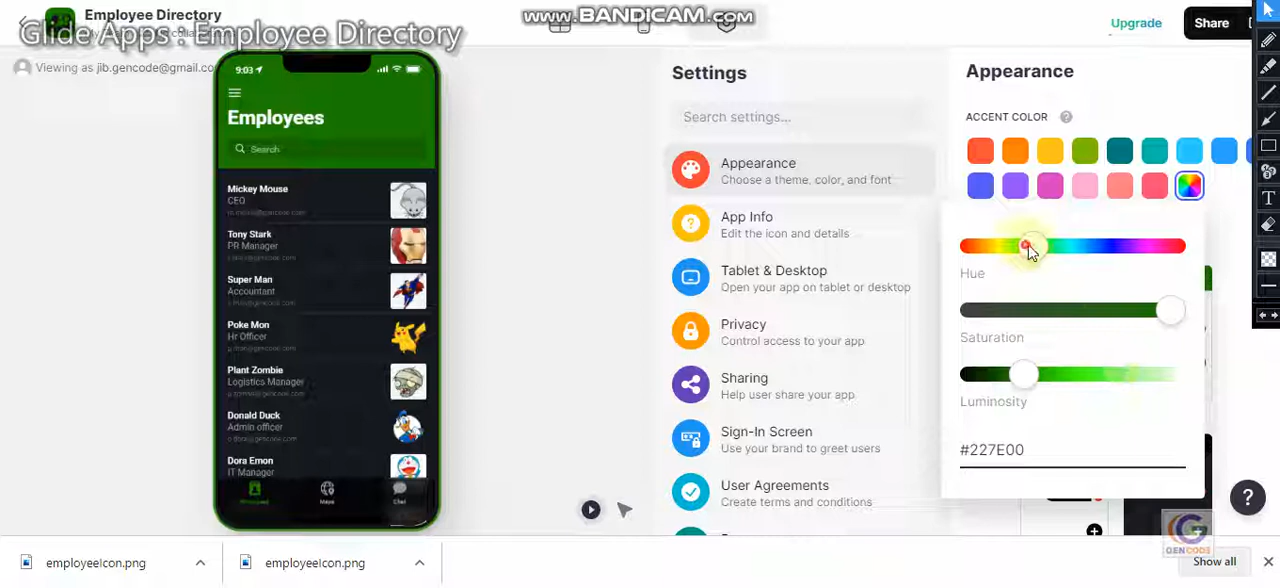 www.BANDICAM.com
Employee Directory
Glide Apps : Employee Directory
Upgrade
Share
Viewing as jib.gencode@gmail.co
9:03
Employees
Search
Mickey Mouse
CEO
Tony Stark
PR Manager
Super Man
Accountant
Poke Mon
Hr Officer
Plant Zombie
Logistics Manager
Donald Duck
Admin officer
Dora Emon
IT Manager
Employees
Maps
Chat
Settings
Search settings...
Appearance
Choose a theme, color, and font
App Info
Edit the icon and details
Tablet & Desktop
Open your app on tablet or desktop
Privacy
Control access to your app
Sharing
Help user share your app
Sign-In Screen
Use your brand to greet users
User Agreements
Create terms and conditions
Appearance
ACCENT COLOR
Hue
Saturation
Luminosity
#227E00
GENCODE
employeeIcon.png
employeeIcon.png
Show all